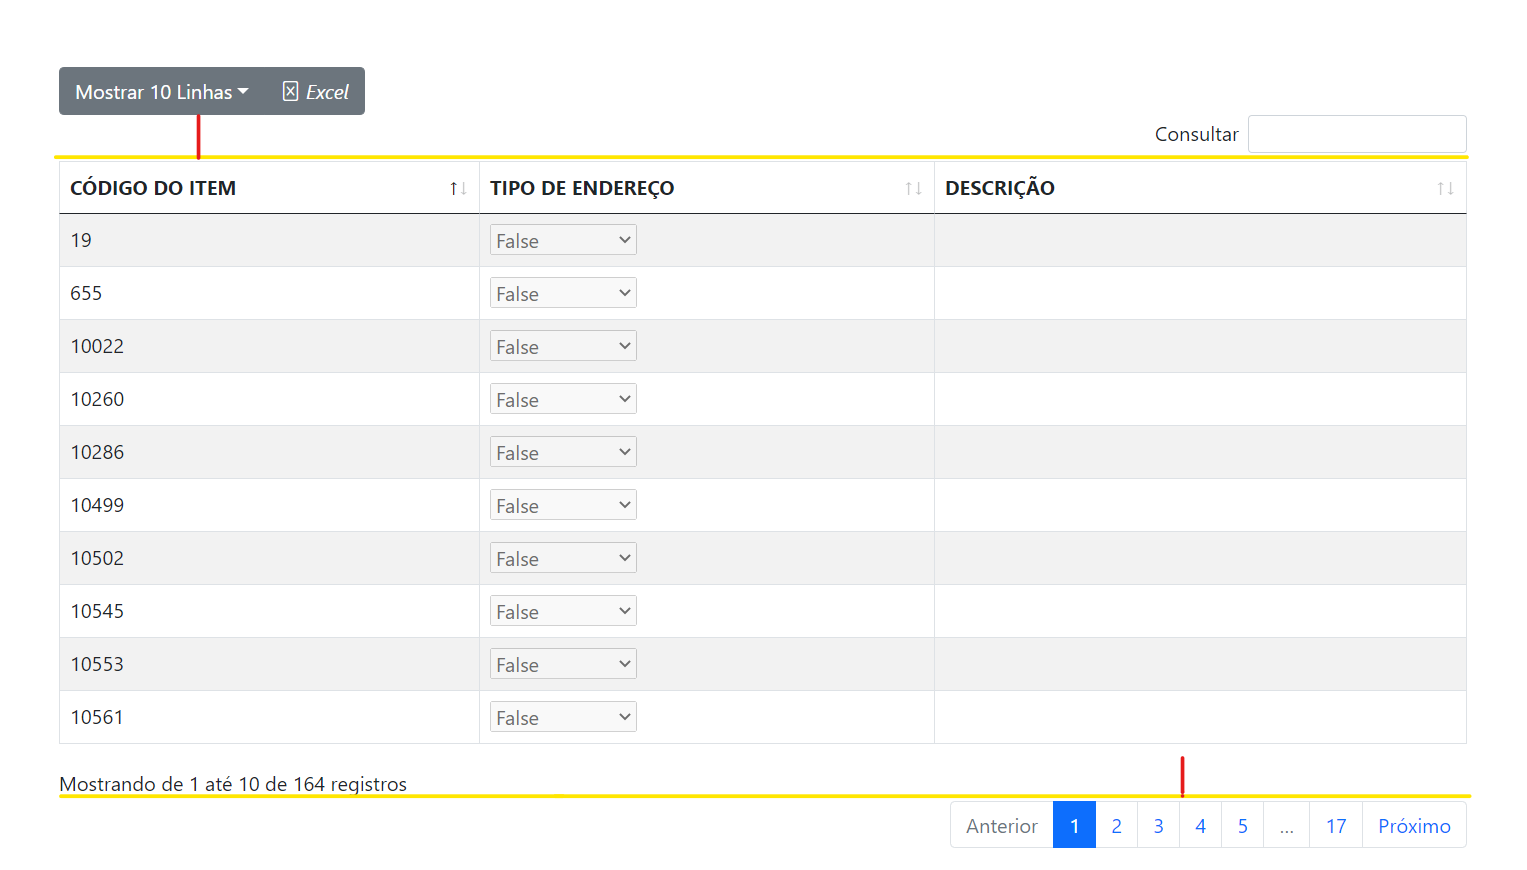 Mostrar 10 Linhas Excel
Consultar
CÓDIGO DO ITEM TIPO DE ENDEREÇO DESCRIÇÃO
19 False
655 False
10022 False
10260 False
10286 False
10499 False
10502 False
10545 False
10553 False
10561 False
Mostrando de 1 até 10 de 164 registros
Anterior 1 2 3 4 5 ... 17 Próximo